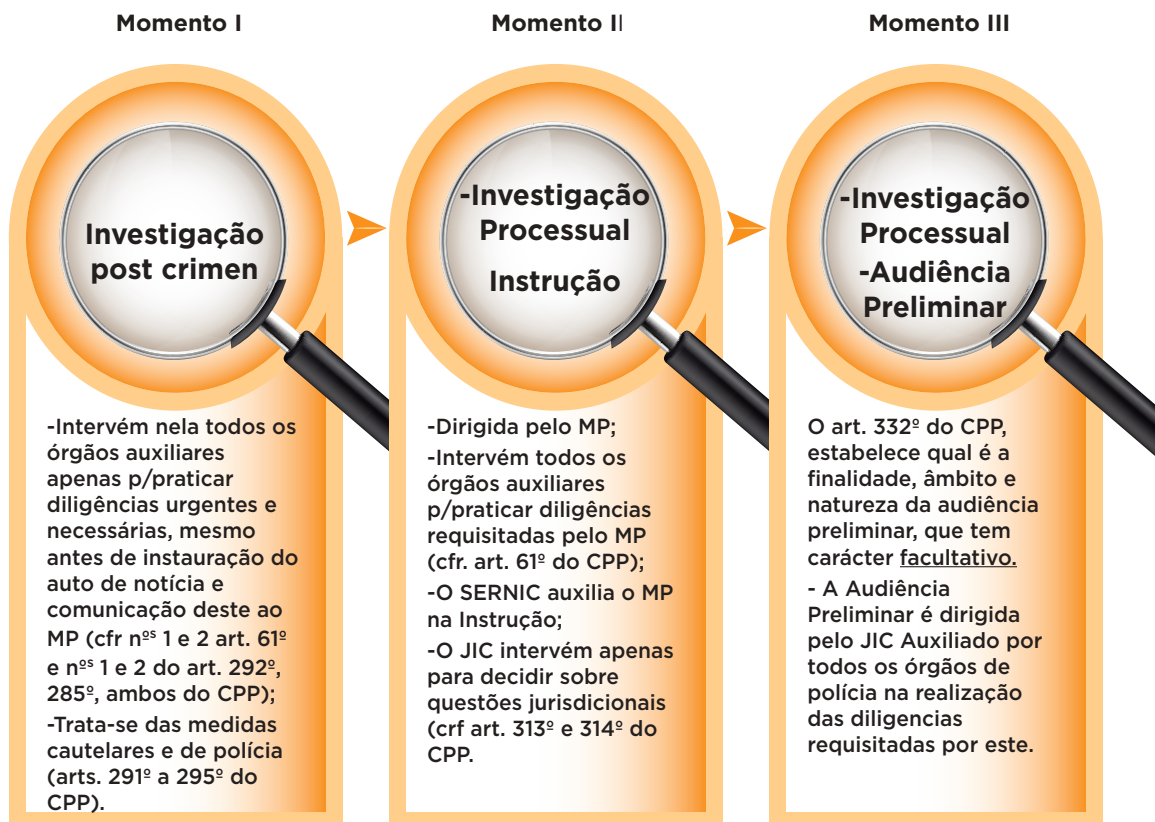 Momento I
Investigação
post crimen
-Intervém nela todos os
órgãos auxiliares
apenas p/praticar
diligências urgentes e
necessárias, mesmo
antes de instauração do
auto de notícia e
comunicação deste ao
MP (cfr nºs 1 e 2 art. 61º
e nºs 1 e 2 do art. 292º,
285º, ambos do CPP);
-Trata-se das medidas
cautelares e de polícia
(arts. 291º a 295º do
CPP).
Momento II
-Investigação
Processual
Instrução
-Dirigida pelo MP;
-Intervém todos os
órgãos auxiliares
p/praticar diligências
requisitadas pelo MP
(cfr. art. 61º do CPP);
-O SERNIC auxilia o MP
na Instrução;
-O JIC intervém apenas
para decidir sobre
questões jurisdicionais
(crf art. 313º e 314º do
CPP.
Momento III
-Investigação
Processual
-Audiência
Preliminar
O art. 332º do CPP,
estabelece qual é a
finalidade, âmbito e
natureza da audiência
preliminar, que tem
carácter facultativo.
- A Audiência
Preliminar é dirigida
pelo JIC Auxiliado por
todos os órgãos de
polícia na realização
das diligencias
requisitadas por este.